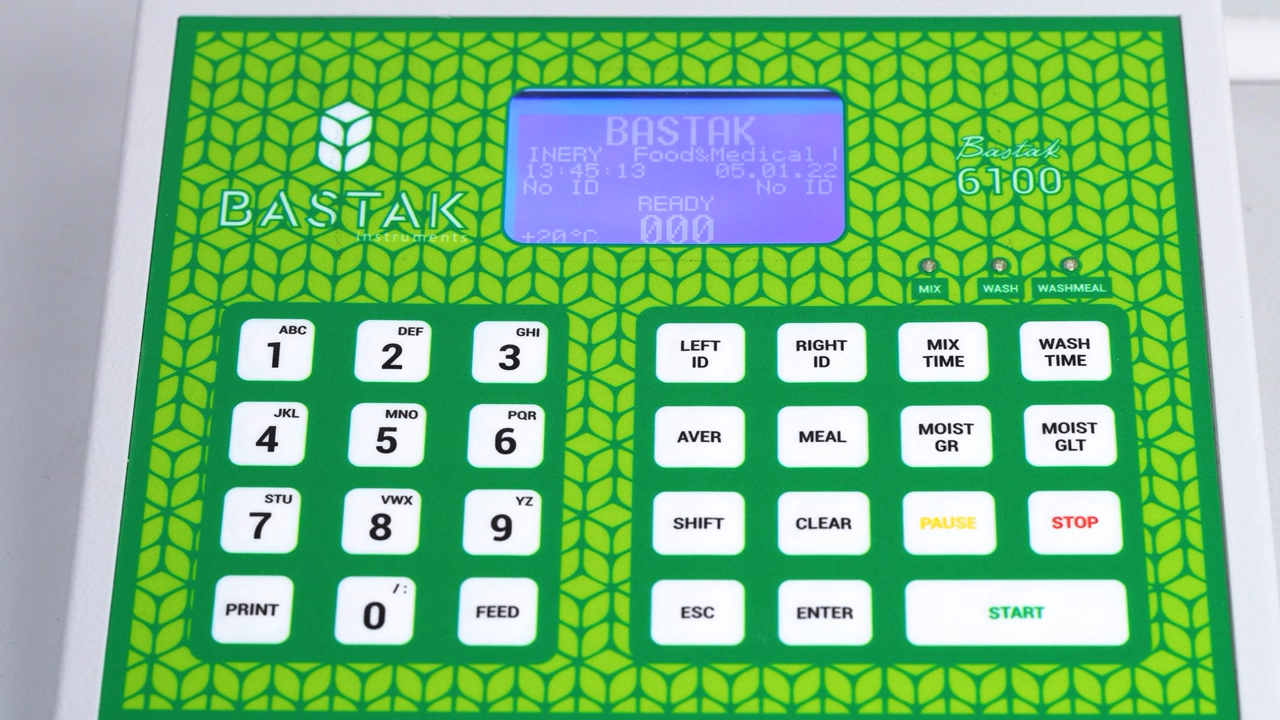 BASTAK
Instruments
BASTAK
INERY Food&Medical
13:45:13 05.01.22
No ID No ID
READY
+20°C 000
Bastak
6100
MIX WASH WASHMEAL
ABC DEF GHI
1 2 3
JKL MNO PQR
4 5 6
STU VWX YZ
7 8 9
/:
PRINT 0 FEED
LEFT ID
RIGHT ID
MIX TIME
WASH TIME
AVER
MEAL
MOIST GR
MOIST GLT
SHIFT
CLEAR
PAUSE
STOP
ESC
ENTER
START